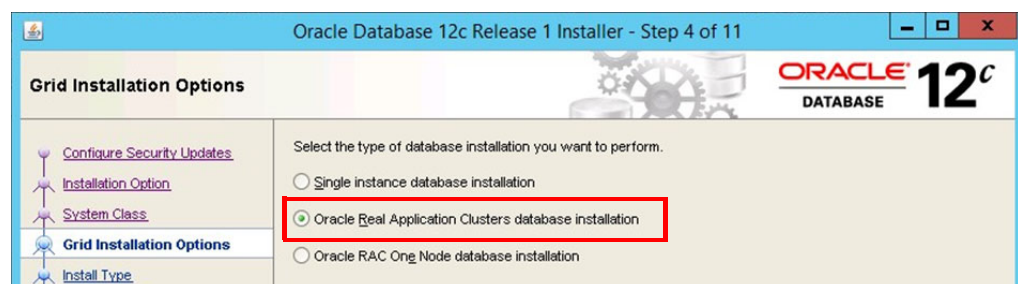 Oracle Database 12c Release 1 Installer - Step 4 of 11
Grid Installation Options
ORACLE
DATABASE
12c
Configure Security Updates
Installation Option
System Class
Grid Installation Options
Install Type
Select the type of database installation you want to perform.
Single instance database installation
Oracle Real Application Clusters database installation
Oracle RAC One Node database installation